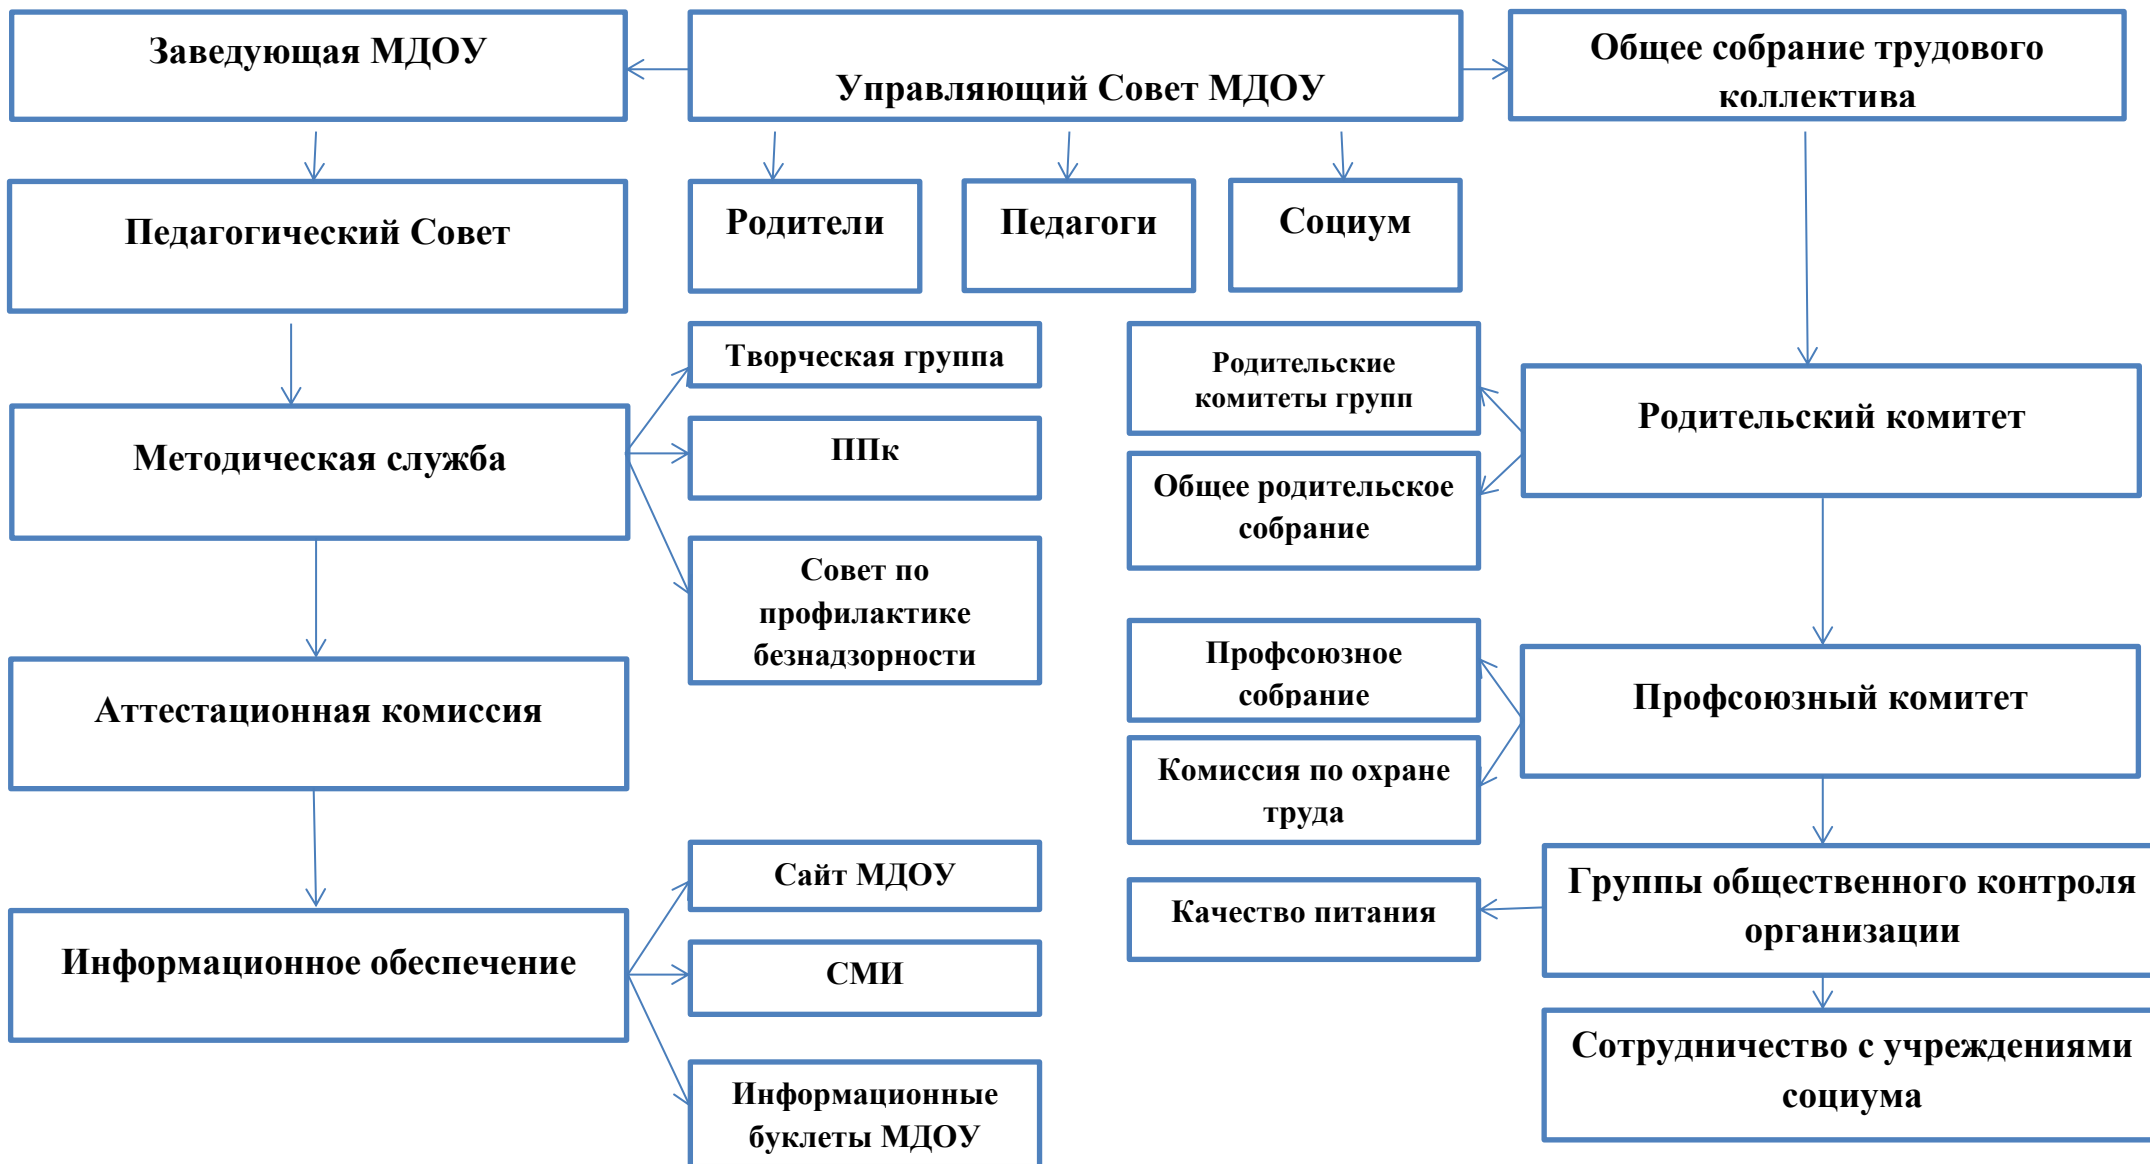 Заведующая МДОУ
Управляющий Совет МДОУ
Общее собрание трудового
коллектива
Педагогический Совет
Родители
Педагоги
Социум
Творческая группа
Родительские
комитеты групп
Родительский комитет
Методическая служба
ППк
Общее родительское
собрание
Совет по
профилактике
безнадзорности
Профсоюзное
собрание
Профсоюзный комитет
Аттестационная комиссия
Комиссия по охране
труда
Сайт МДОУ
Группы общественного контроля
организации
Качество питания
Информационное обеспечение
СМИ
Сотрудничество с учреждениями
социума
Информационные
буклеты МДОУ